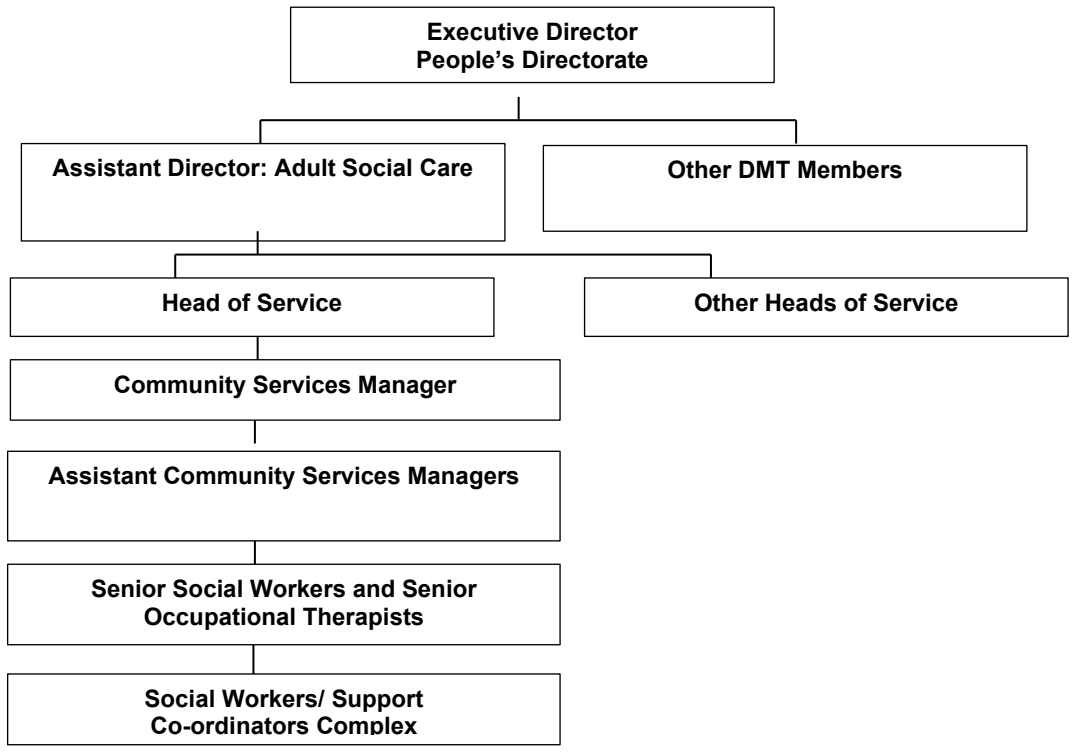 Executive Director
People’s Directorate
Assistant Director: Adult Social Care
Other DMT Members
Head of Service
Other Heads of Service
Community Services Manager
Assistant Community Services Managers
Senior Social Workers and Senior
Occupational Therapists
Social Workers/ Support
Co-ordinators Complex